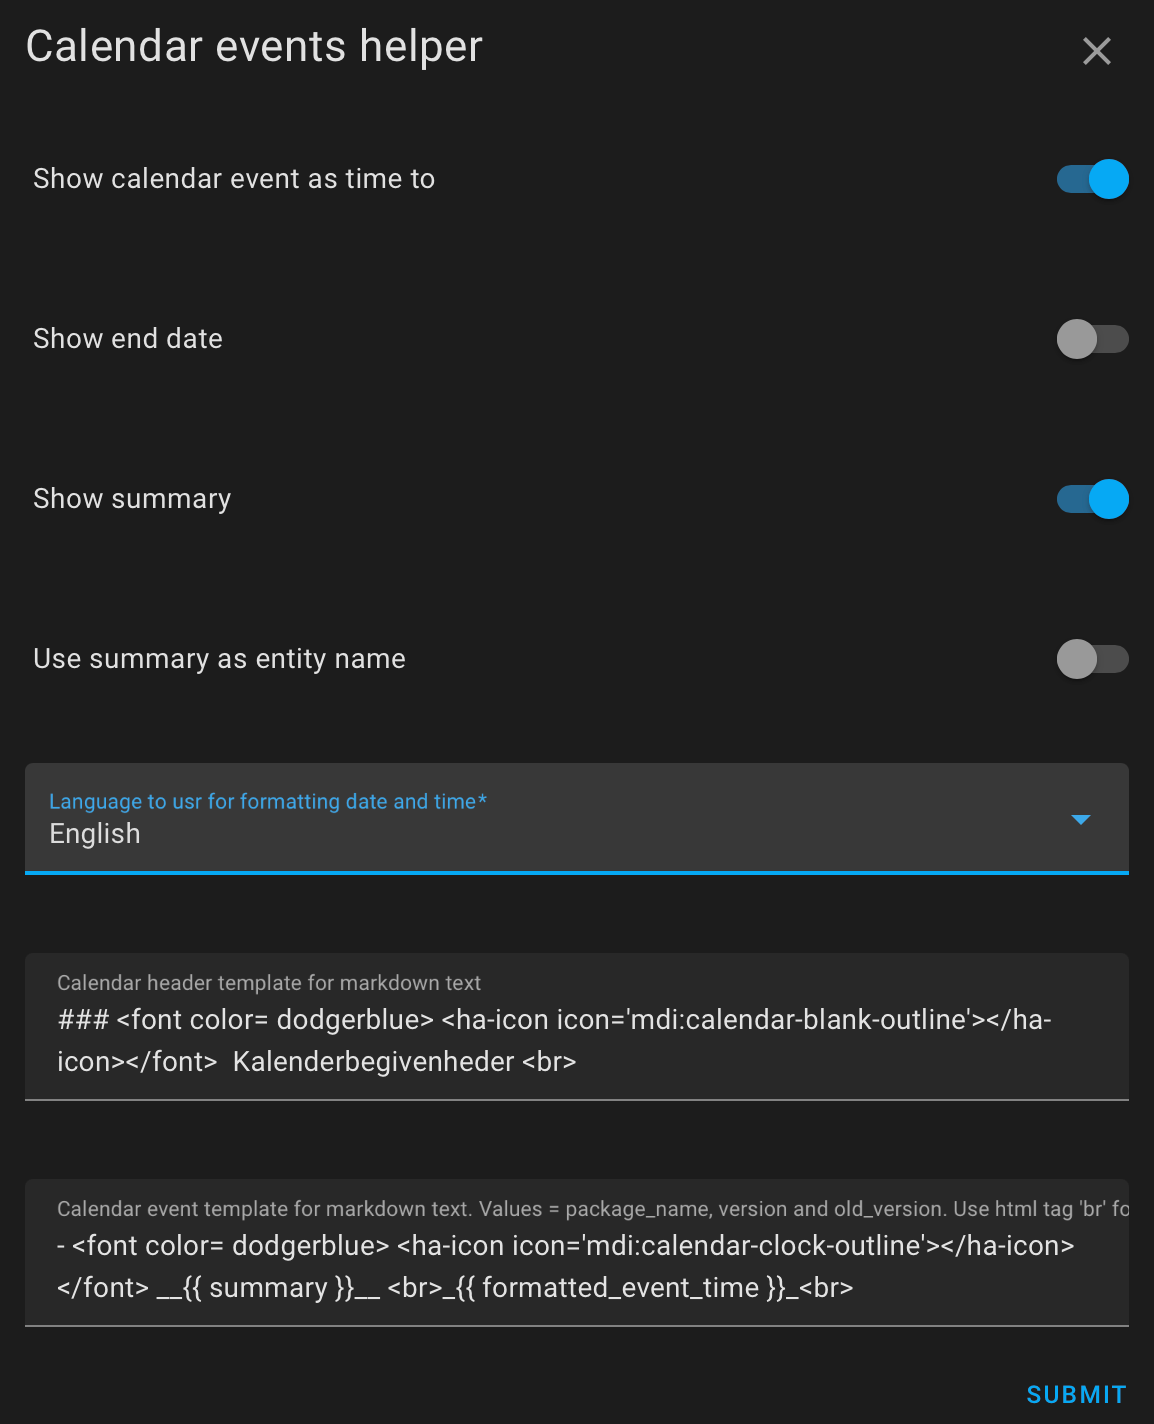 Calendar events helper
Show calendar event as time to
Show end date
Show summary
Use summary as entity name
Language to usr for formatting date and time*
English
Calendar header template for markdown text
### <font color= dodgerblue> <ha-icon icon='mdi:calendar-blank-outline'></ha-
icon></font>  Kalenderbegivenheder <br>
Calendar event template for markdown text. Values = package_name, version and old_version. Use html tag 'br' fo
- <font color= dodgerblue> <ha-icon icon='mdi:calendar-clock-outline'></ha-icon>
</font> __{{ summary }}__ <br>_{{ formatted_event_time }}_<br>
SUBMIT